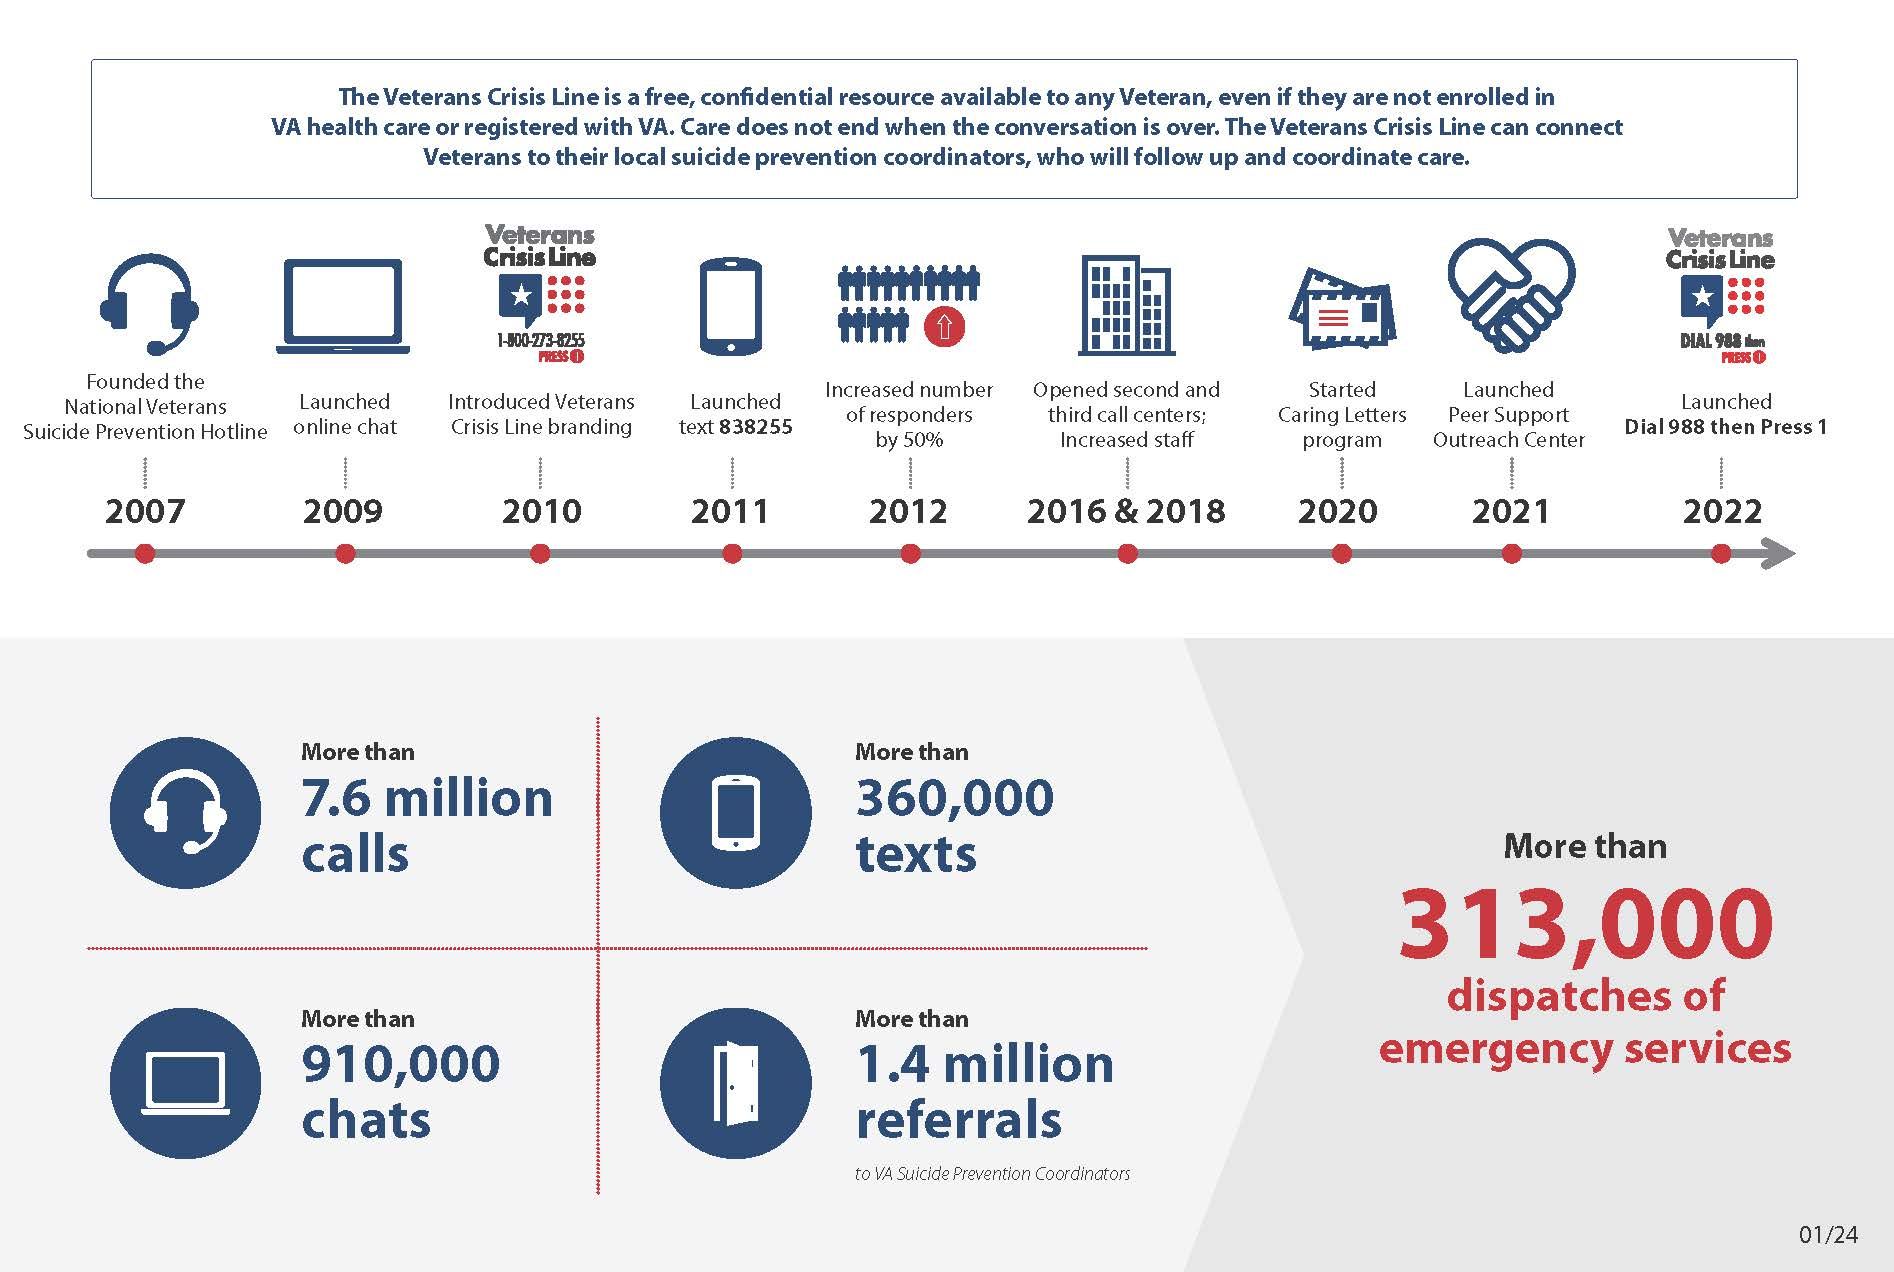 The Veterans Crisis Line is a free, confidential resource available to any Veteran, even if they are not enrolled in
VA health care or registered with VA. Care does not end when the conversation is over. The Veterans Crisis Line can connect
Veterans to their local suicide prevention coordinators, who will follow up and coordinate care.
Founded the
National Veterans
Suicide Prevention Hotline
2007
Launched
online chat
2009
Veterans
Crisis Line
1-800-273-8255
PRESS 1
Introduced Veterans
Crisis Line branding
2010
Launched
text 838255
2011
Increased number
of responders
by 50%
2012
Opened second and
third call centers;
Increased staff
2016 & 2018
Started
Caring Letters
program
2020
Launched
Peer Support
Outreach Center
2021
Veterans
Crisis Line
DIAL 988 then
PRESS 1
Launched
Dial 988 then Press 1
2022
More than
7.6 million
calls
More than
360,000
texts
More than
910,000
chats
More than
1.4 million
referrals
to VA Suicide Prevention Coordinators
More than
313,000
dispatches of
emergency services
01/24